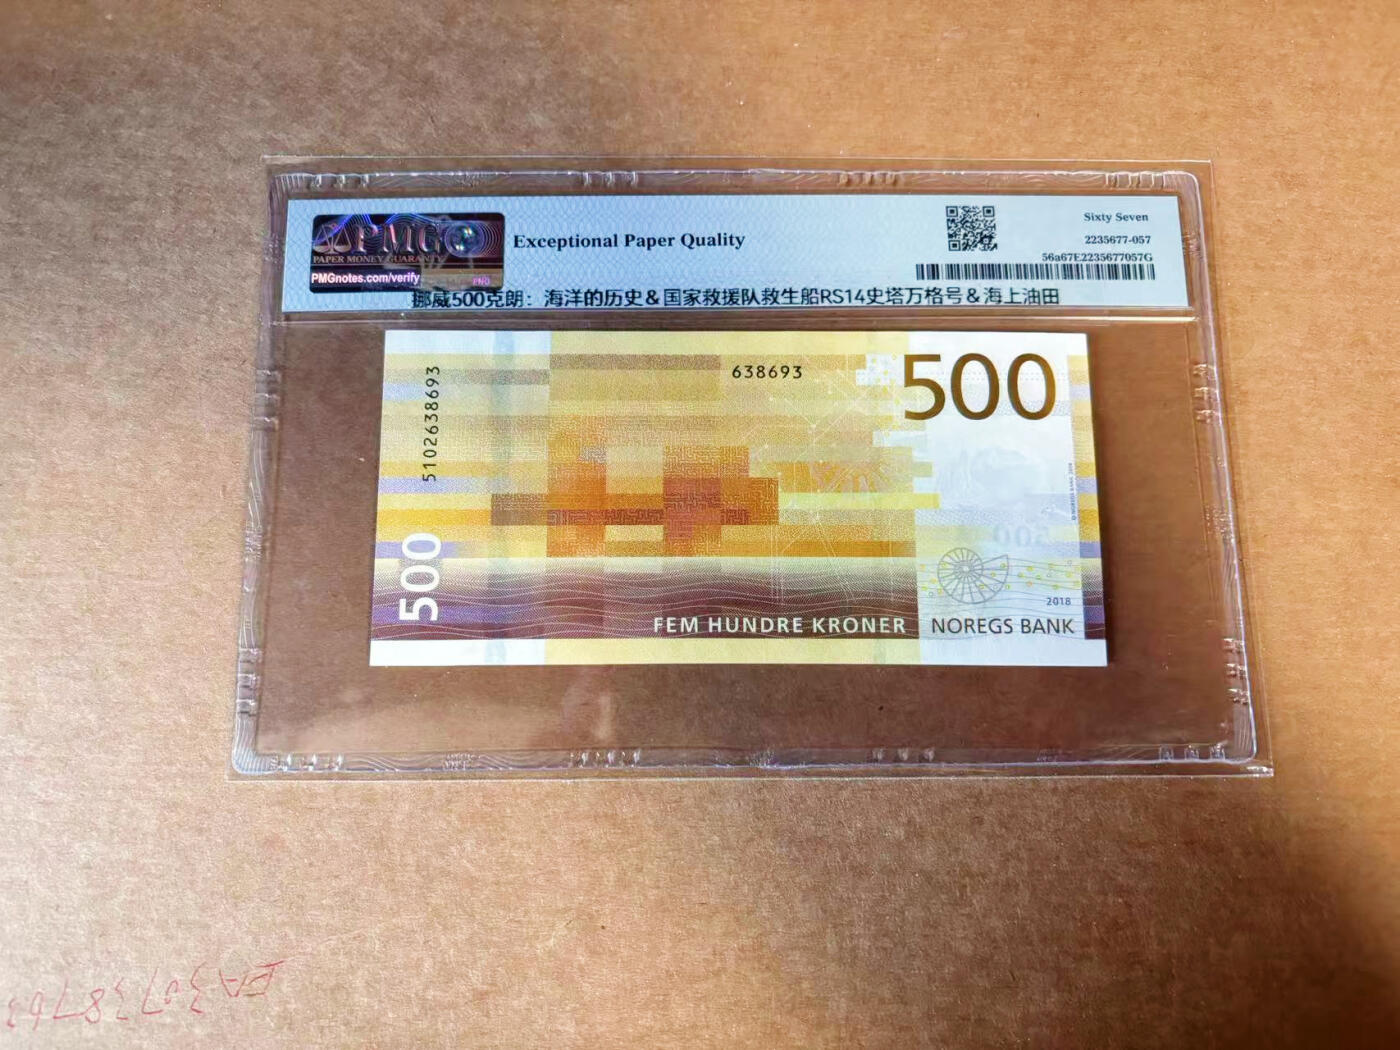 PMG
PAPER MONEY GUARANTY
PMGnotes.com/verify
Exceptional Paper Quality
Sixty Seven
2235677-057
56a67E2235677057G
挪威500克朗：海洋的历史＆国家救援队救生船RS14史塔万格号＆海上油田
5102638693
638693
500
500
© NOREGS BANK 2018
2018
FEM HUNDRE KRONER
NOREGS BANK